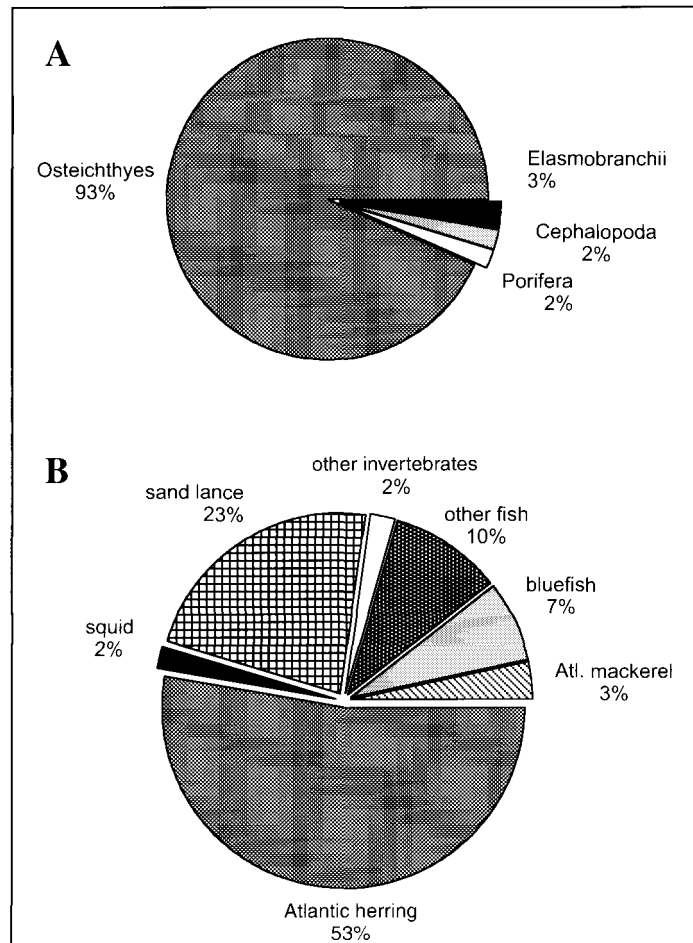 A
Osteichthyes
93%
Elasmobranchii
3%
Cephalopoda
2%
Porifera
2%
B
other invertebrates
2%
sand lance
23%
other fish
10%
bluefish
7%
squid
2%
Atl. mackerel
3%
Atlantic herring
53%